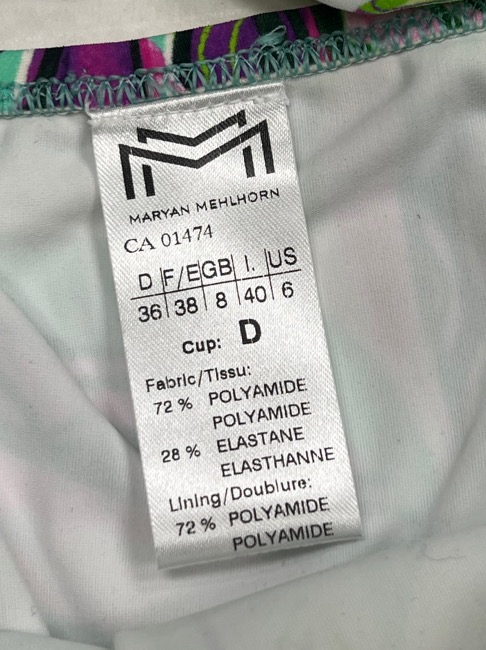 MARYAN MEHLHORN
CA 01474
D F/E GB I. US
36 38 8 40 6
Cup: D
Fabric/Tissu:
72 % POLYAMIDE
POLYAMIDE
28 % ELASTANE
ELASTHANNE
Lining/Doublure:
72 % POLYAMIDE
POLYAMIDE